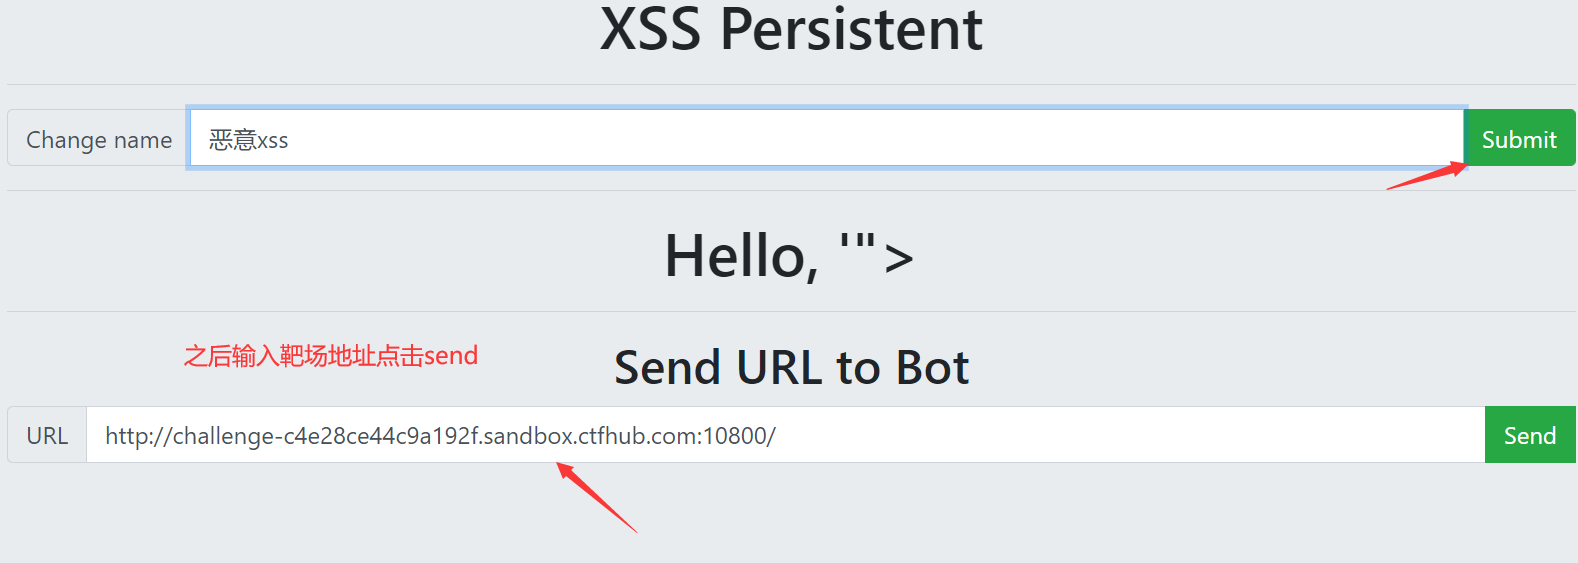 XSS Persistent
Change name 恶意xss Submit
Hello, '">
之后输入靶场地址点击send
Send URL to Bot
URL http://challenge-c4e28ce44c9a192f.sandbox.ctfhub.com:10800/ Send